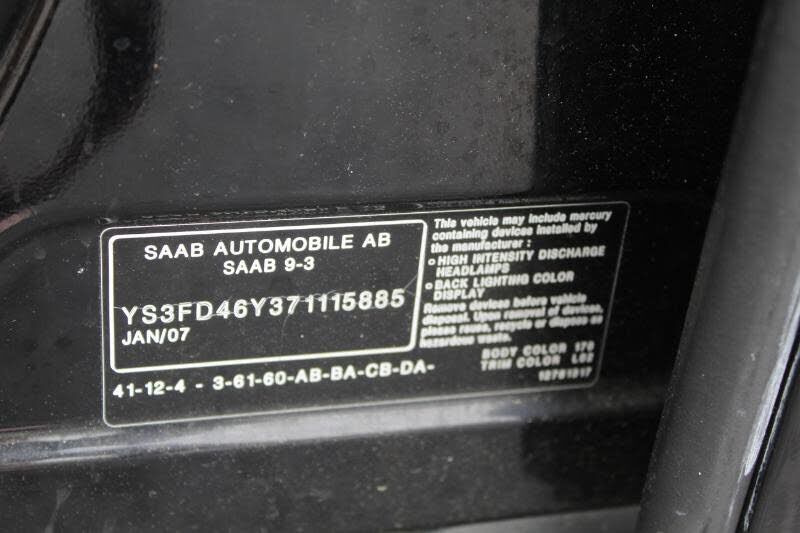 SAAB AUTOMOBILE AB
SAAB 9-3
YS3FD46Y371115885
JAN/07
41-12-4 - 3-61-60-AB-BA-CB-DA-
This vehicle may include mercury
containing devices installed by
the manufacturer :
○ HIGH INTENSITY DISCHARGE
HEADLAMPS
○ BACK LIGHTING COLOR
DISPLAY
Remove devices before vehicle
disposal. Upon removal of devices,
please reuse, recycle or dispose as
hazardous waste.
BODY COLOR 170
TRIM COLOR L02